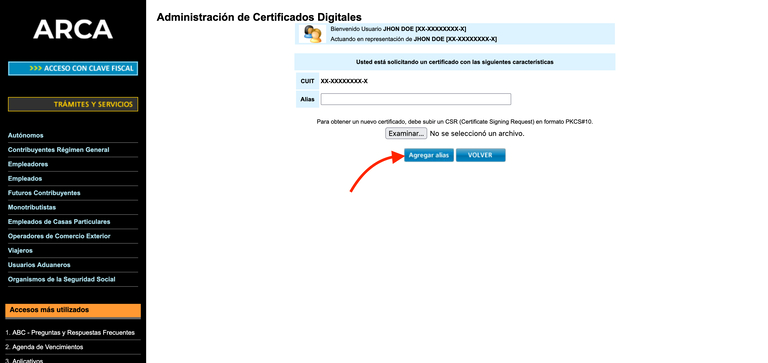 ARCA
>>> ACCESO CON CLAVE FISCAL
TRÁMITES Y SERVICIOS
Autónomos
Contribuyentes Régimen General
Empleadores
Empleados
Futuros Contribuyentes
Monotributistas
Empleados de Casas Particulares
Operadores de Comercio Exterior
Viajeros
Usuarios Aduaneros
Organismos de la Seguridad Social
Accesos más utilizados
1. ABC - Preguntas y Respuestas Frecuentes
2. Agenda de Vencimientos
3. Aplicativos
Administración de Certificados Digitales
Bienvenido Usuario JHON DOE [XX-XXXXXXXX-X]
Actuando en representación de JHON DOE [XX-XXXXXXXX-X]
Usted está solicitando un certificado con las siguientes características
CUIT XX-XXXXXXXX-X
Alias
Para obtener un nuevo certificado, debe subir un CSR (Certificate Signing Request) en formato PKCS#10.
Examinar... No se seleccionó un archivo.
Agregar alias VOLVER